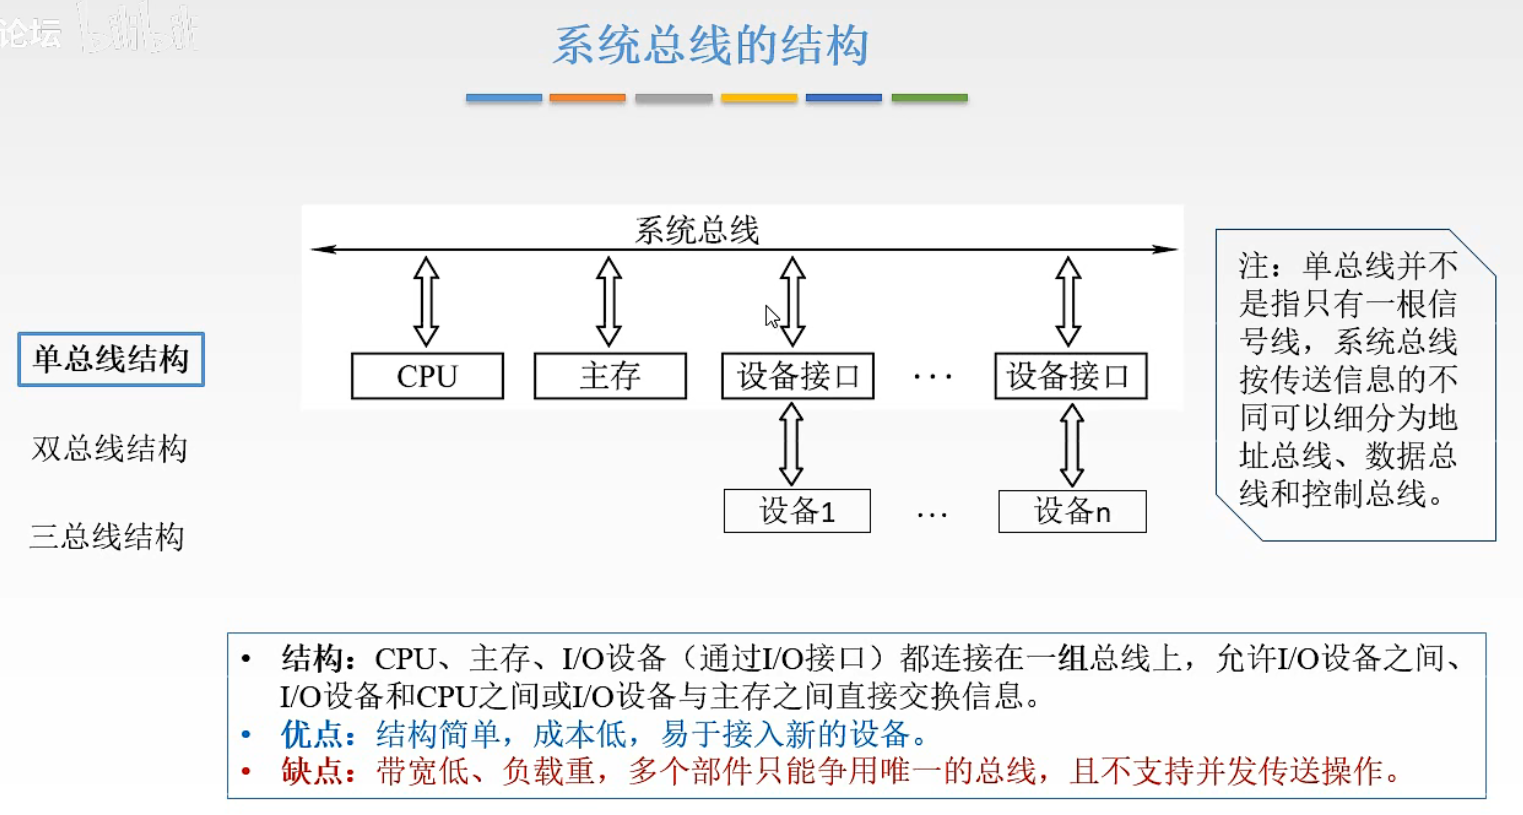 论坛 bilibili
系统总线的结构
系统总线
CPU
主存
设备接口
···
设备接口
设备1
···
设备n
单总线结构
双总线结构
三总线结构
注：单总线并不
是指只有一根信
号线，系统总线
按传送信息的不
同可以细分为地
址总线、数据总
线和控制总线。
• 结构：CPU、主存、I/O设备（通过I/O接口）都连接在一组总线上，允许I/O设备之间、
I/O设备和CPU之间或I/O设备与主存之间直接交换信息。
• 优点：结构简单，成本低，易于接入新的设备。
• 缺点：带宽低、负载重，多个部件只能争用唯一的总线，且不支持并发传送操作。